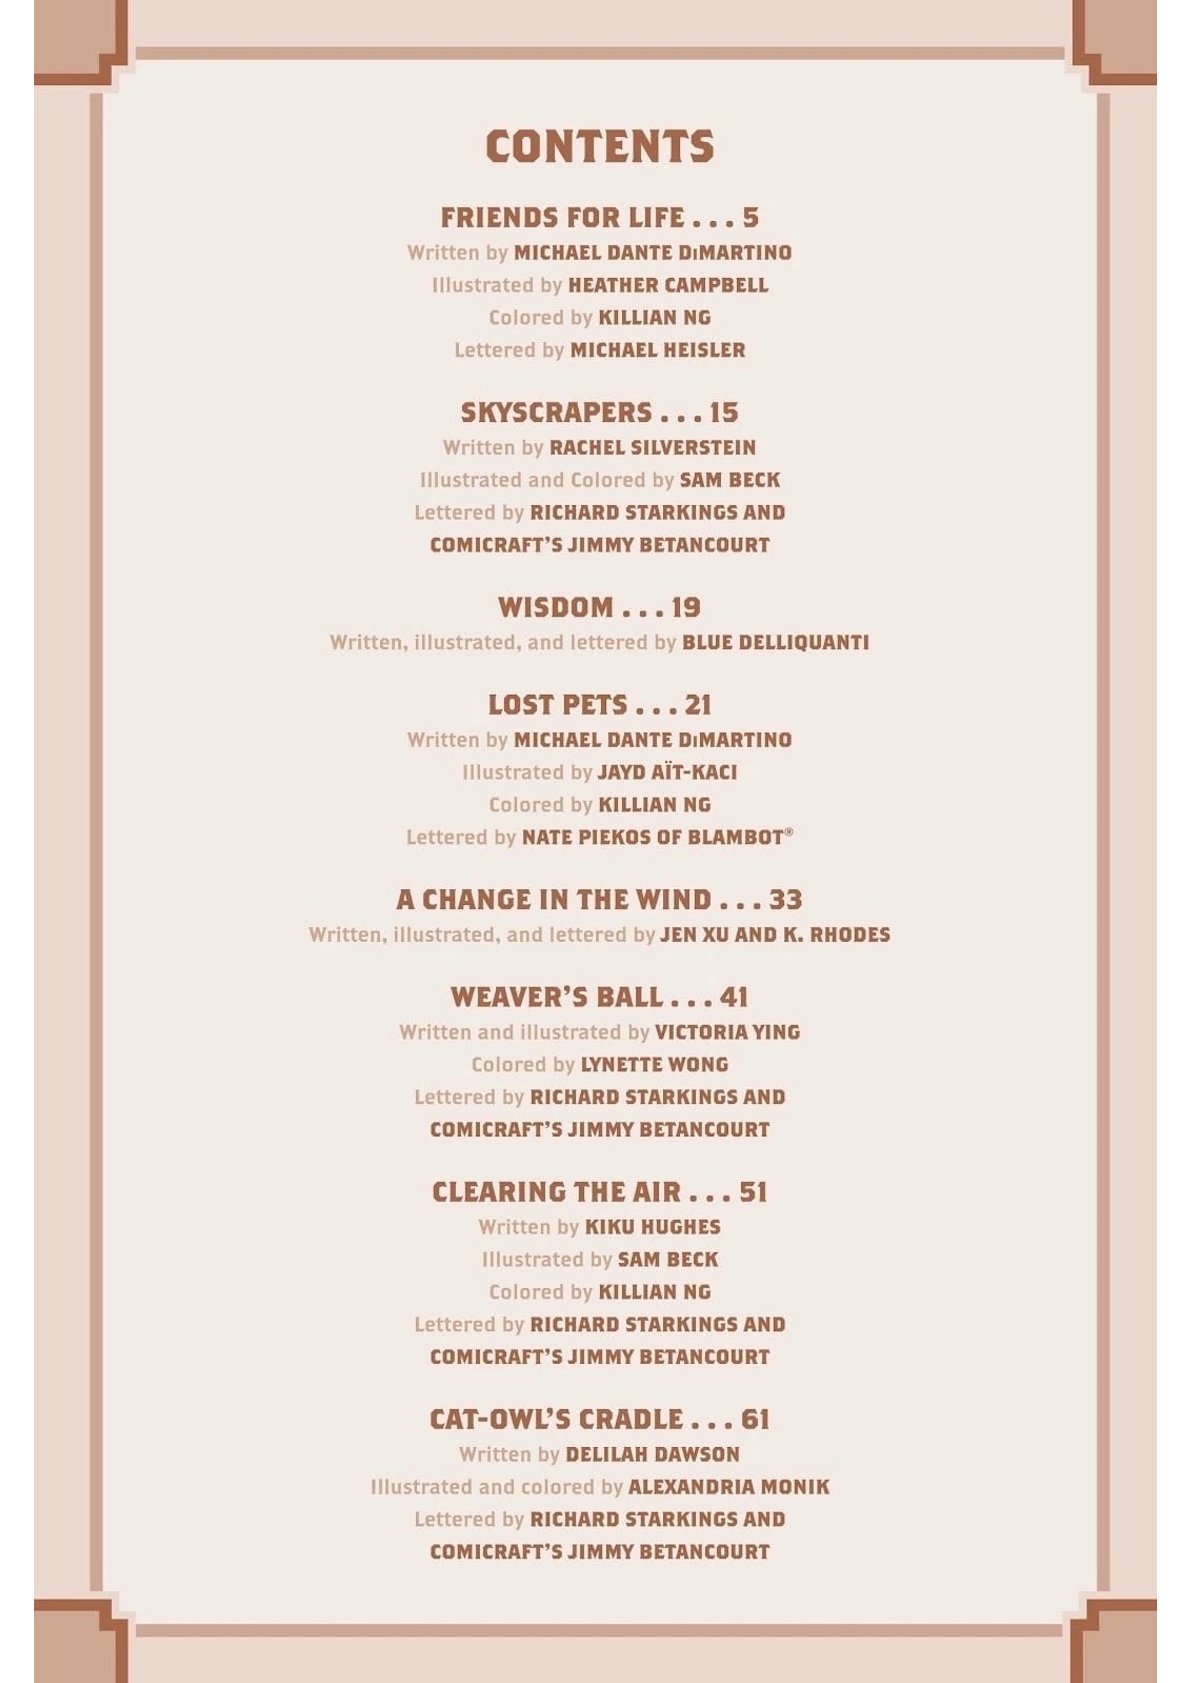 CONTENTS
FRIENDS FOR LIFE . . . 5
Written by MICHAEL DANTE DiMARTINO
Illustrated by HEATHER CAMPBELL
Colored by KILLIAN NG
Lettered by MICHAEL HEISLER
SKYSCRAPERS . . . 15
Written by RACHEL SILVERSTEIN
Illustrated and Colored by SAM BECK
Lettered by RICHARD STARKINGS AND
COMICRAFT’S JIMMY BETANCOURT
WISDOM . . . 19
Written, illustrated, and lettered by BLUE DELLIQUANTI
LOST PETS . . . 21
Written by MICHAEL DANTE DiMARTINO
Illustrated by JAYD AÏT-KACI
Colored by KILLIAN NG
Lettered by NATE PIEKOS OF BLAMBOT®
A CHANGE IN THE WIND . . . 33
Written, illustrated, and lettered by JEN XU AND K. RHODES
WEAVER’S BALL . . . 41
Written and illustrated by VICTORIA YING
Colored by LYNETTE WONG
Lettered by RICHARD STARKINGS AND
COMICRAFT’S JIMMY BETANCOURT
CLEARING THE AIR . . . 51
Written by KIKU HUGHES
Illustrated by SAM BECK
Colored by KILLIAN NG
Lettered by RICHARD STARKINGS AND
COMICRAFT’S JIMMY BETANCOURT
CAT-OWL’S CRADLE . . . 61
Written by DELILAH DAWSON
Illustrated and colored by ALEXANDRIA MONIK
Lettered by RICHARD STARKINGS AND
COMICRAFT’S JIMMY BETANCOURT